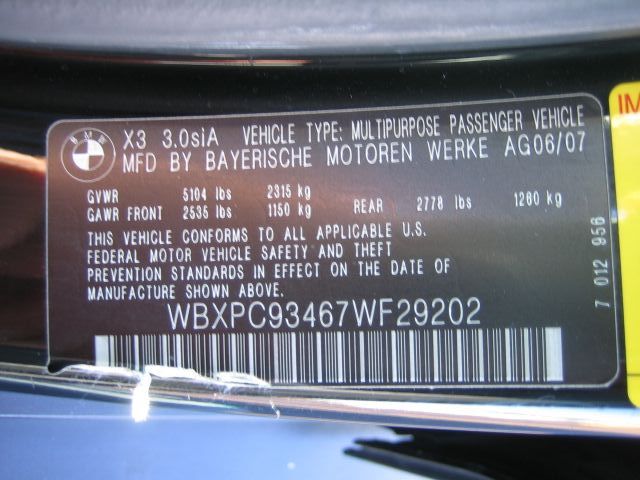 BMW
X3 3.0siA VEHICLE TYPE: MULTIPURPOSE PASSENGER VEHICLE
MFD BY BAYERISCHE MOTOREN WERKE AG06/07
GVWR 5104 lbs 2315 kg
GAWR FRONT 2535 lbs 1150 kg REAR 2778 lbs 1260 kg
THIS VEHICLE CONFORMS TO ALL APPLICABLE U.S.
FEDERAL MOTOR VEHICLE SAFETY AND THEFT
PREVENTION STANDARDS IN EFFECT ON THE DATE OF
MANUFACTURE SHOWN ABOVE
WBXPC93467WF29202
7 012 956